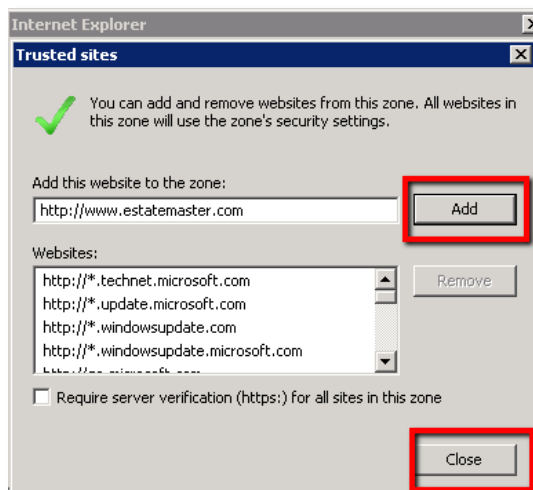 Internet Explorer
Trusted sites
You can add and remove websites from this zone. All websites in
this zone will use the zone's security settings.
Add this website to the zone:
http://www.estatemaster.com
Add
Websites:
http://*.technet.microsoft.com
Remove
http://*.update.microsoft.com
http://*.windowsupdate.com
http://*.windowsupdate.microsoft.com
Require server verification (https:) for all sites in this zone
Close